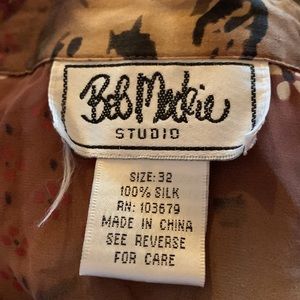 Bob Mackie
STUDIO
SIZE: 32
100% SILK
RN: 103679
MADE IN CHINA
SEE REVERSE
FOR CARE